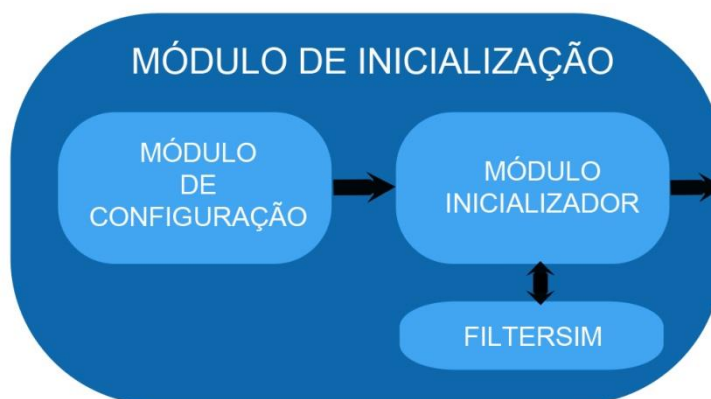 MÓDULO DE INICIALIZAÇÃO
MÓDULO
DE
CONFIGURAÇÃO
MÓDULO
INICIALIZADOR
FILTERSIM